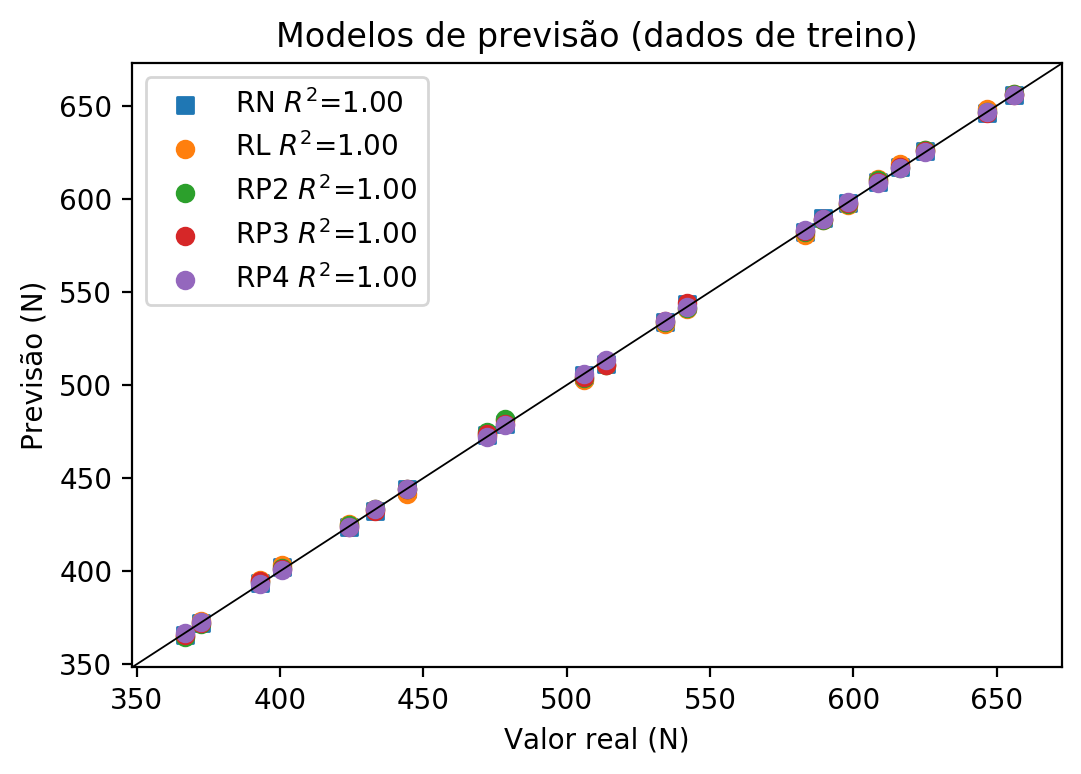 Modelos de previsão (dados de treino)
RN R²=1.00
RL R²=1.00
RP2 R²=1.00
RP3 R²=1.00
RP4 R²=1.00
Previsão (N)
650
600
550
500
450
400
350
350 400 450 500 550 600 650
Valor real (N)